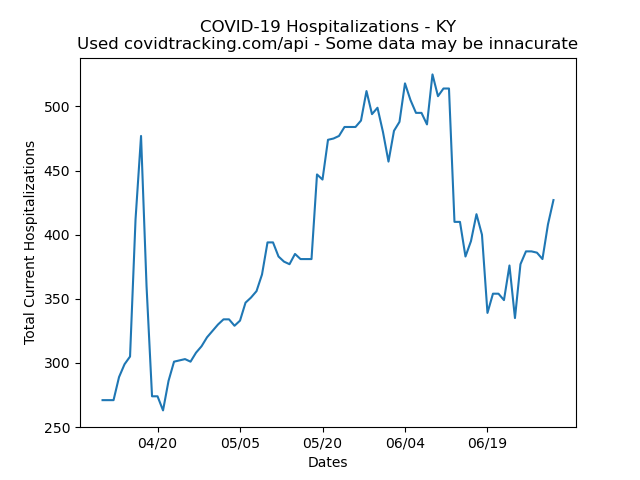 COVID-19 Hospitalizations - KY
Used covidtracking.com/api - Some data may be innacurate
Total Current Hospitalizations
500
450
400
350
300
250
04/20 05/05 05/20 06/04 06/19
Dates